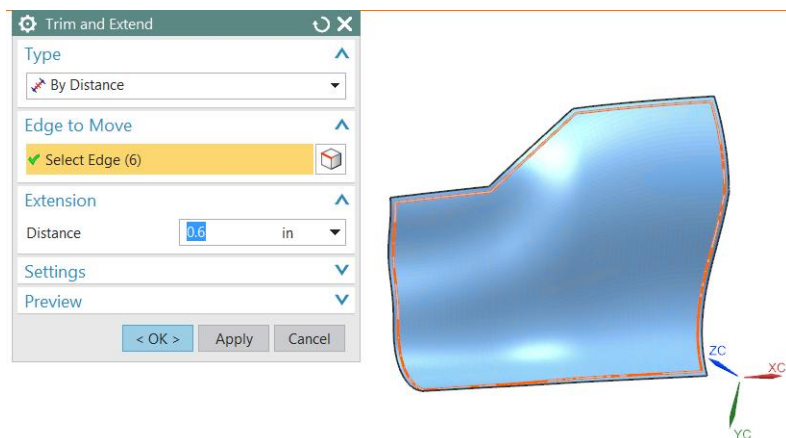 Trim and Extend
Type
By Distance
Edge to Move
Select Edge (6)
Extension
Distance 0.6 in
Settings
Preview
< OK > Apply Cancel
ZC
XC
YC